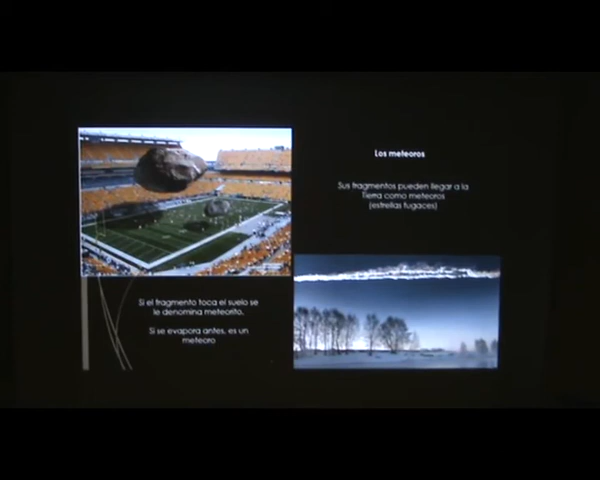 Los meteoros
Sus fragmentos pueden llegar a la
Tierra como meteoros
(estrellas fugaces)
Si el fragmento toca el suelo se
le denomina meteorito.
Si se evapora antes, es un
meteoro